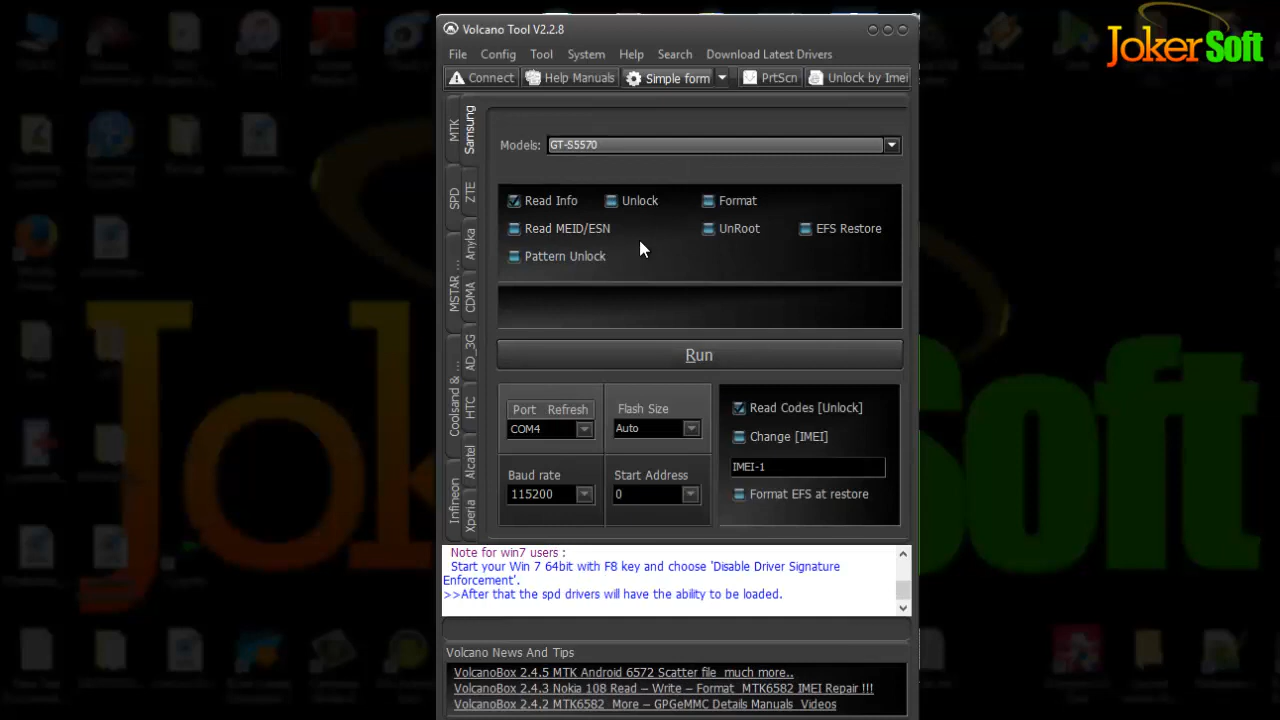 Joker Soft
Volcano Tool V2.2.8
File Config Tool System Help Search Download Latest Drivers
Connect Help Manuals Simple form PrtScn Unlock by Imei
MTK
SPD
MSTAR ...
Coolsand & ...
Infineon
Samsung
ZTE
Anyka
CDMA
AD_3G
HTC
Alcatel
Xperia
Models: GT-S5570
Read Info Unlock Format
Read MEID/ESN UnRoot EFS Restore
Pattern Unlock
Run
Port Refresh
COM4
Flash Size
Auto
Baud rate
115200
Start Address
0
Read Codes [Unlock]
Change [IMEI]
IMEI-1
Format EFS at restore
Note for win7 users :
Start your Win 7 64bit with F8 key and choose 'Disable Driver Signature
Enforcement'.
>>After that the spd drivers will have the ability to be loaded.
Volcano News And Tips
VolcanoBox 2.4.5 MTK Android 6572 Scatter file much more..
VolcanoBox 2.4.3 Nokia 108 Read – Write – Format MTK6582 IMEI Repair !!!
VolcanoBox 2.4.2 MTK6582 More – GPGeMMC Details Manuals Videos